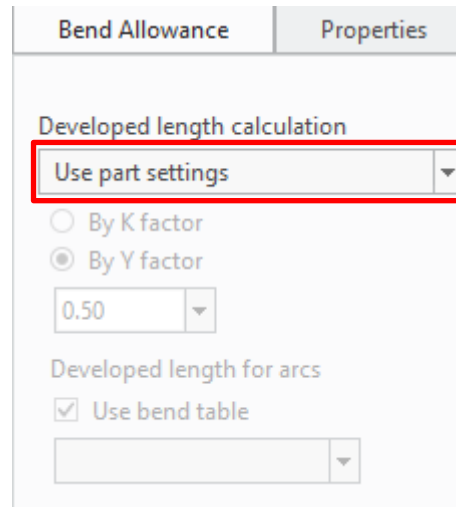 Bend Allowance Properties
Developed length calculation
Use part settings
By K factor
By Y factor
0.50
Developed length for arcs
Use bend table